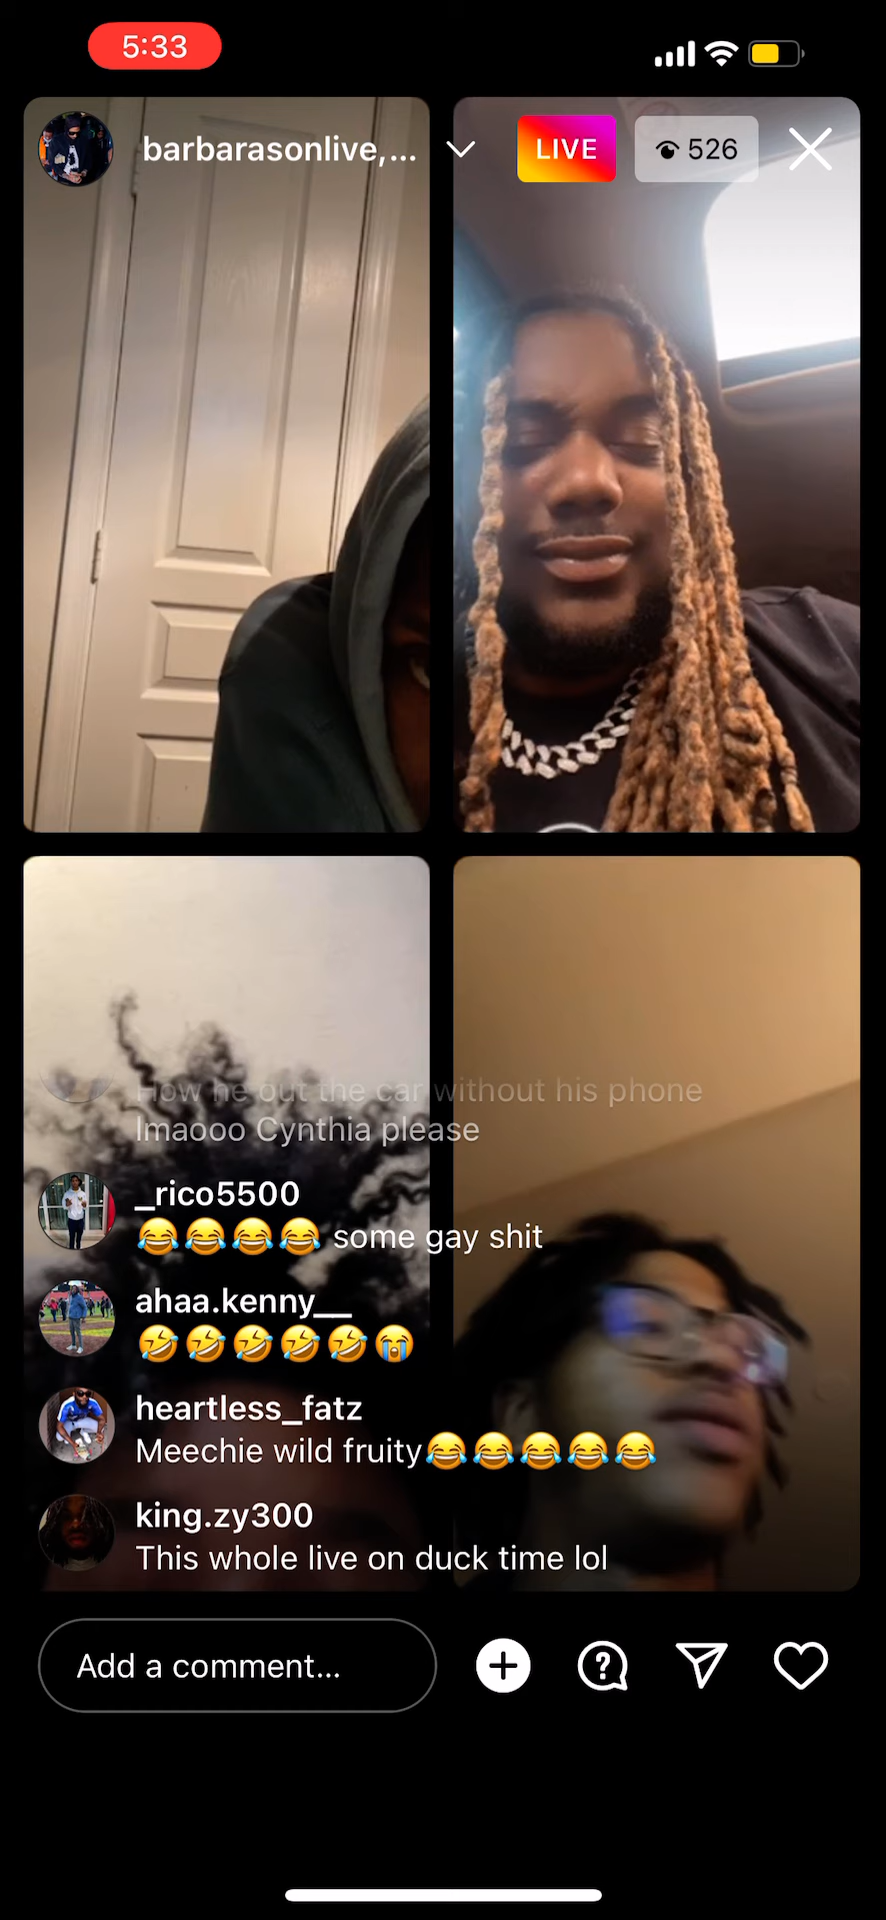 5:33
barbarasonlive,...
LIVE
526
How he out the car without his phone
lmaooo Cynthia please
_rico5500
😂😂😂😂 some gay shit
ahaa.kenny__
🤣🤣🤣🤣🤣😭
heartless_fatz
Meechie wild fruity😂😂😂😂😂
king.zy300
This whole live on duck time lol
Add a comment...